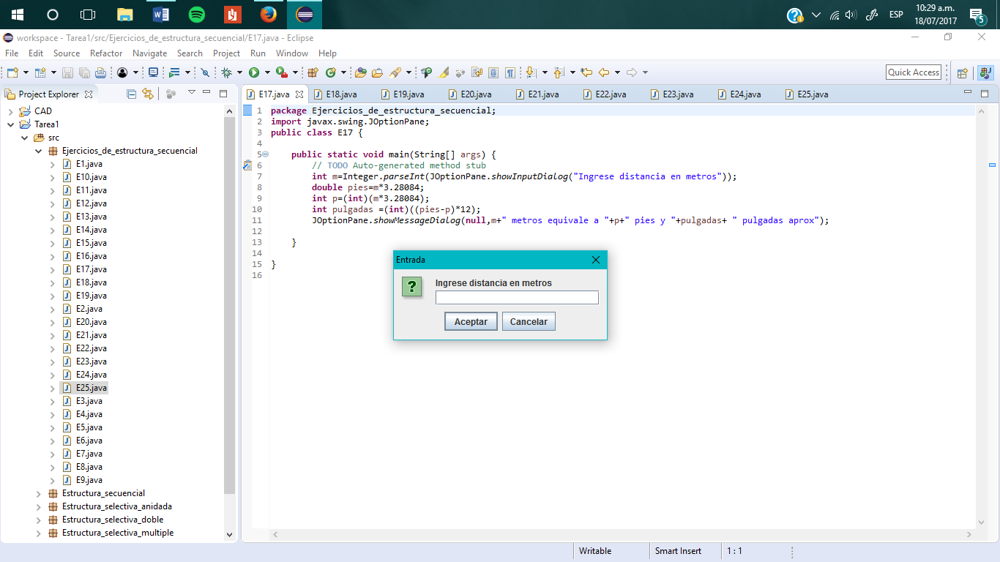 ESP
10:29 a.m.
18/07/2017
5
workspace - Tarea1/src/Ejercicios_de_estructura_secuencial/E17.java - Eclipse
File Edit Source Refactor Navigate Search Project Run Window Help
Quick Access
Project Explorer
E17.java E18.java E19.java E20.java E21.java E22.java E23.java E24.java E25.java
CAD
Tarea1
src
Ejercicios_de_estructura_secuencial
E1.java
E10.java
E11.java
E12.java
E13.java
E14.java
E15.java
E16.java
E17.java
E18.java
E19.java
E2.java
E20.java
E21.java
E22.java
E23.java
E24.java
E25.java
E3.java
E4.java
E5.java
E6.java
E7.java
E8.java
E9.java
Estructura_secuencial
Estructura_selectiva_anidada
Estructura_selectiva_doble
Estructura_selectiva_multiple
1 package Ejercicios_de_estructura_secuencial;
2 import javax.swing.JOptionPane;
3 public class E17 {
4
5 public static void main(String[] args) {
6 // TODO Auto-generated method stub
7 int m=Integer.parseInt(JOptionPane.showInputDialog("Ingrese distancia en metros"));
8 double pies=m*3.28084;
9 int p=(int)(m*3.28084);
10 int pulgadas =(int)((pies-p)*12);
11 JOptionPane.showMessageDialog(null,m+" metros equivale a "+p+" pies y "+pulgadas+ " pulgadas aprox");
12
13 }
14
15 }
16
Entrada
?
Ingrese distancia en metros
Aceptar Cancelar
Writable Smart Insert 1 : 1